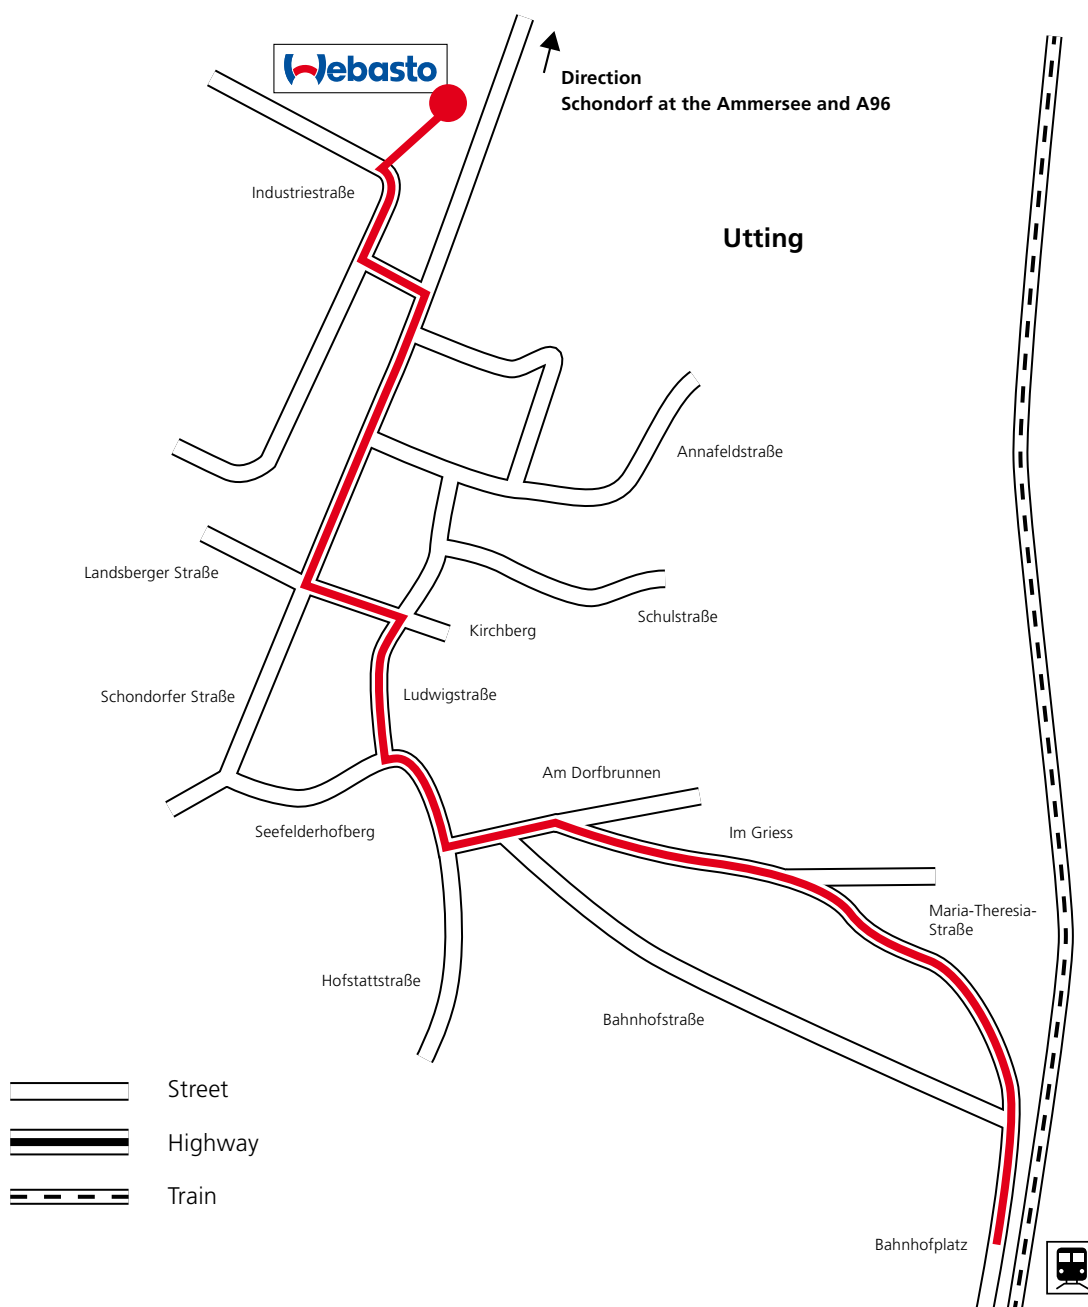 Webasto
Direction
Schondorf at the Ammersee and A96
Industriestraße
Utting
Annafeldstraße
Landsberger Straße
Schulstraße
Kirchberg
Schondorfer Straße
Ludwigstraße
Am Dorfbrunnen
Seefelderhofberg
Im Griess
Maria-Theresia-
Straße
Hofstattstraße
Bahnhofstraße
Street
Highway
Train
Bahnhofplatz